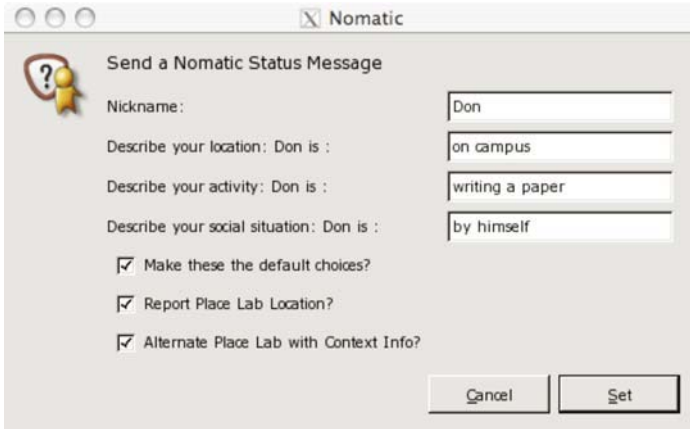 Nomatic
Send a Nomatic Status Message
Nickname: Don
Describe your location: Don is : on campus
Describe your activity: Don is : writing a paper
Describe your social situation: Don is : by himself
Make these the default choices?
Report Place Lab Location?
Alternate Place Lab with Context Info?
Cancel Set